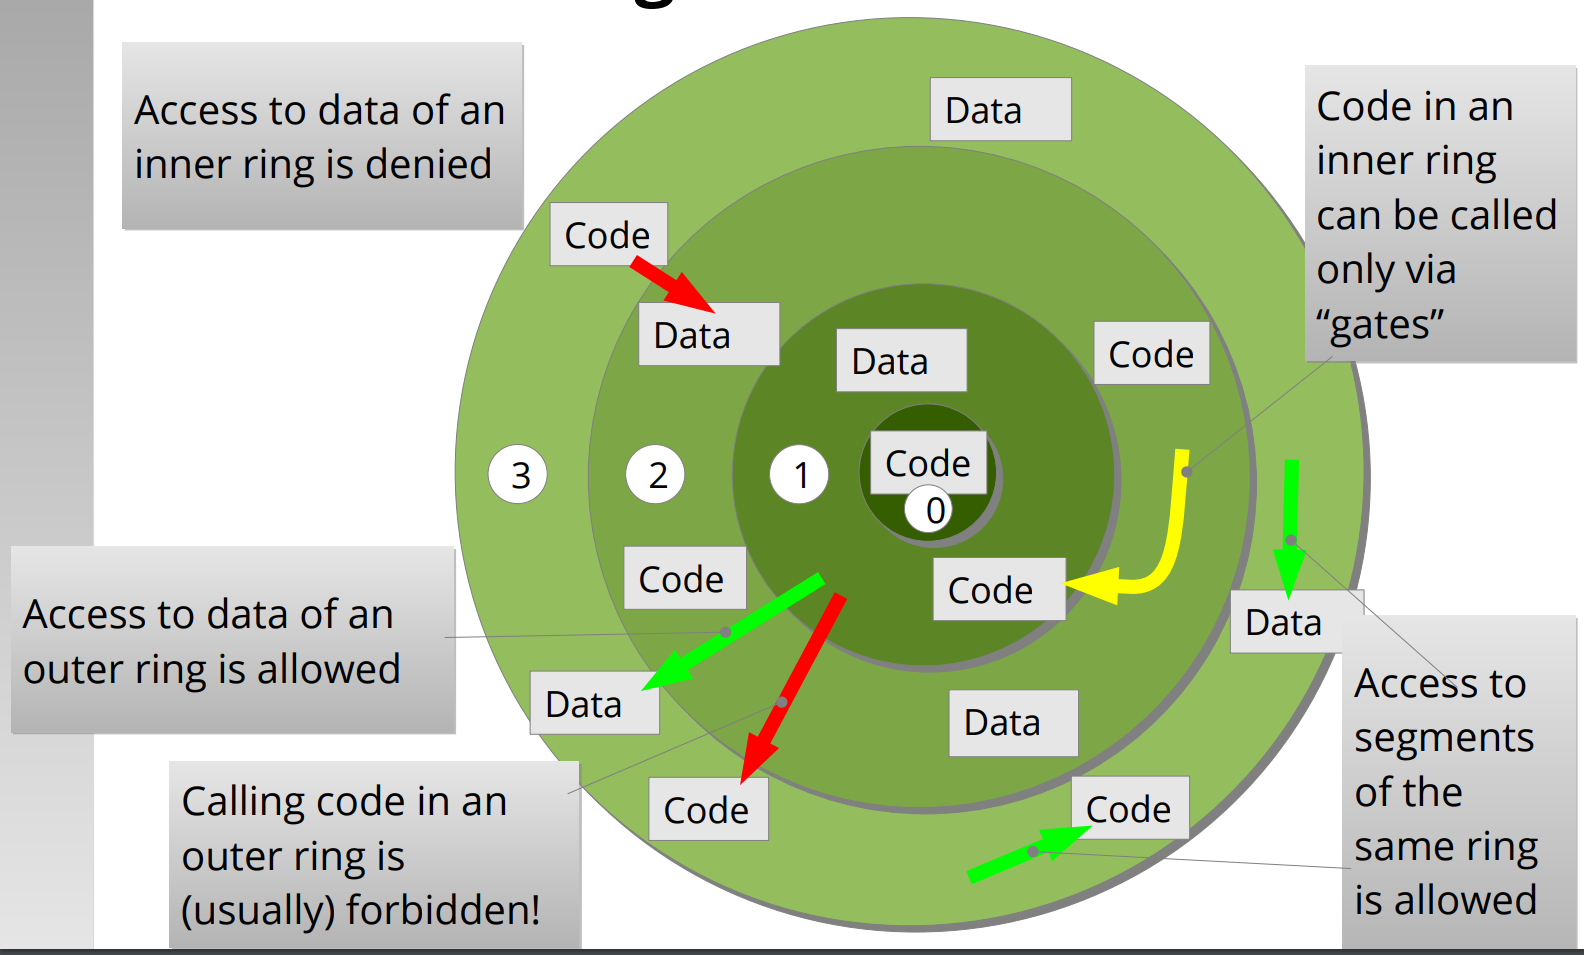 Data
Access to data of an
inner ring is denied
Code in an
inner ring
can be called
only via
“gates”
Code
Data
Data
Code
Code
3
2
1
0
Code
Code
Access to data of an
outer ring is allowed
Data
Data
Data
Access to
segments
of the
same ring
is allowed
Calling code in an
outer ring is
(usually) forbidden!
Code
Code